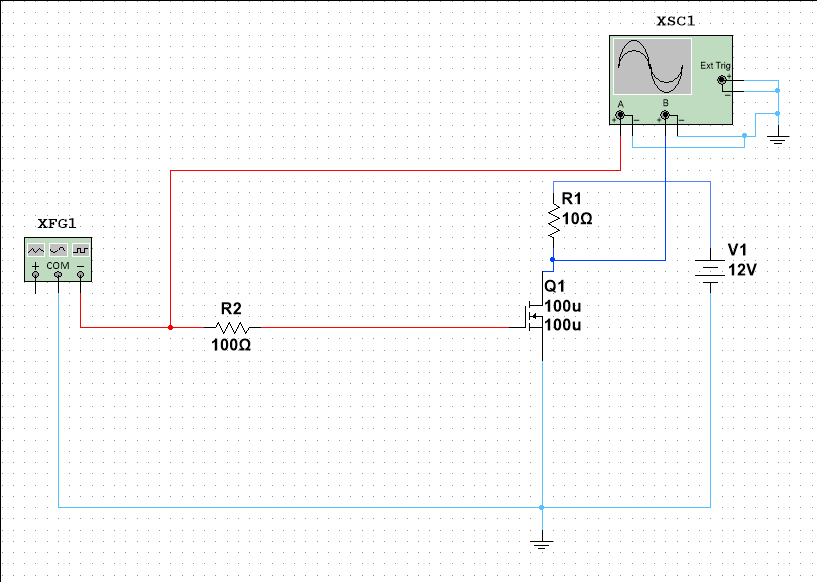 XSC1
Ext Trig
+
−
A
B
+ − + −
R1
10Ω
XFG1
+ COM −
V1
12V
Q1
100u
100u
R2
100Ω